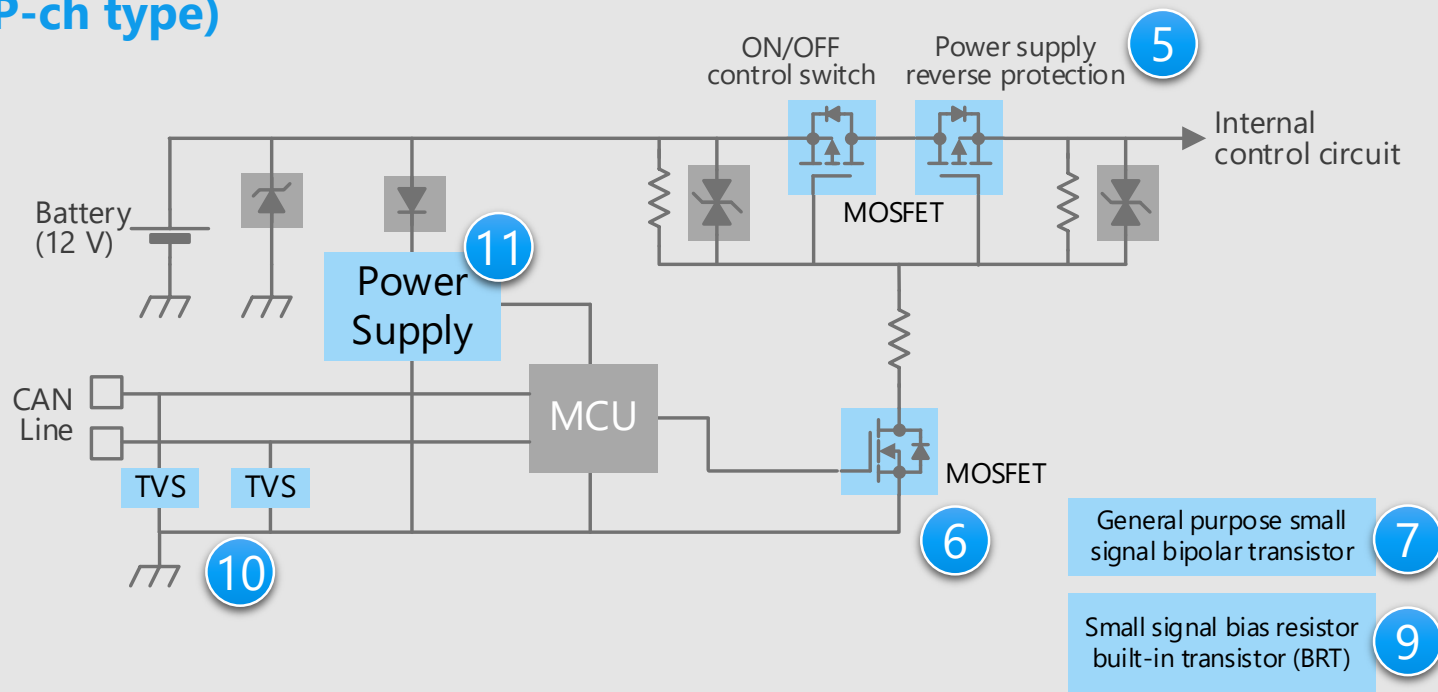 P-ch type)
5
ON/OFF
control switch
Power supply
reverse protection
Internal
control circuit
Battery
(12 V)
MOSFET
11
Power
Supply
CAN
Line
MCU
TVS
TVS
MOSFET
6
10
General purpose small
signal bipolar transistor
7
Small signal bias resistor
built-in transistor (BRT)
9